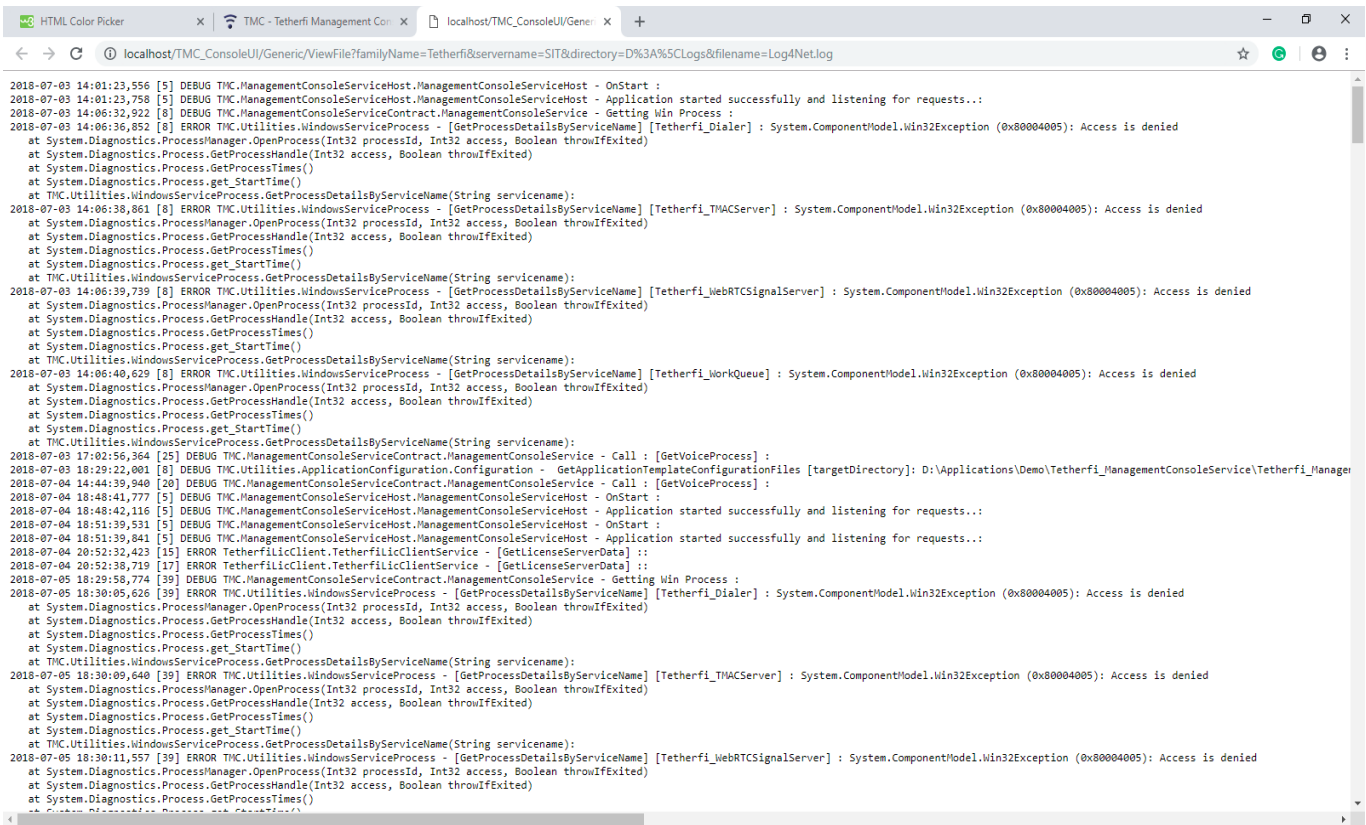 HTML Color Picker
TMC - Tetherfi Management Con
localhost/TMC_ConsoleUI/Gener
localhost/TMC_ConsoleUI/Generic/ViewFile?familyName=Tetherfi&servername=SIT&directory=D%3A%5CLogs&filename=Log4Net.log
2018-07-03 14:01:23,556 [5] DEBUG TMC.ManagementConsoleServiceHost.ManagementConsoleServiceHost - OnStart :
2018-07-03 14:01:23,758 [5] DEBUG TMC.ManagementConsoleServiceHost.ManagementConsoleServiceHost - Application started successfully and listening for requests..:
2018-07-03 14:06:32,922 [8] DEBUG TMC.ManagementConsoleServiceContract.ManagementConsoleService - Getting Win Process :
2018-07-03 14:06:36,852 [8] ERROR TMC.Utilities.WindowsServiceProcess - [GetProcessDetailsByServiceName] [Tetherfi_Dialer] : System.ComponentModel.Win32Exception (0x80004005): Access is denied
at System.Diagnostics.ProcessManager.OpenProcess(Int32 processId, Int32 access, Boolean throwIfExited)
at System.Diagnostics.Process.GetProcessHandle(Int32 access, Boolean throwIfExited)
at System.Diagnostics.Process.GetProcessTimes()
at System.Diagnostics.Process.get_StartTime()
at TMC.Utilities.WindowsServiceProcess.GetProcessDetailsByServiceName(String servicename):
2018-07-03 14:06:38,861 [8] ERROR TMC.Utilities.WindowsServiceProcess - [GetProcessDetailsByServiceName] [Tetherfi_TMACServer] : System.ComponentModel.Win32Exception (0x80004005): Access is denied
at System.Diagnostics.ProcessManager.OpenProcess(Int32 processId, Int32 access, Boolean throwIfExited)
at System.Diagnostics.Process.GetProcessHandle(Int32 access, Boolean throwIfExited)
at System.Diagnostics.Process.GetProcessTimes()
at System.Diagnostics.Process.get_StartTime()
at TMC.Utilities.WindowsServiceProcess.GetProcessDetailsByServiceName(String servicename):
2018-07-03 14:06:39,739 [8] ERROR TMC.Utilities.WindowsServiceProcess - [GetProcessDetailsByServiceName] [Tetherfi_WebRTCSignalServer] : System.ComponentModel.Win32Exception (0x80004005): Access is denied
at System.Diagnostics.ProcessManager.OpenProcess(Int32 processId, Int32 access, Boolean throwIfExited)
at System.Diagnostics.Process.GetProcessHandle(Int32 access, Boolean throwIfExited)
at System.Diagnostics.Process.GetProcessTimes()
at System.Diagnostics.Process.get_StartTime()
at TMC.Utilities.WindowsServiceProcess.GetProcessDetailsByServiceName(String servicename):
2018-07-03 14:06:40,629 [8] ERROR TMC.Utilities.WindowsServiceProcess - [GetProcessDetailsByServiceName] [Tetherfi_WorkQueue] : System.ComponentModel.Win32Exception (0x80004005): Access is denied
at System.Diagnostics.ProcessManager.OpenProcess(Int32 processId, Int32 access, Boolean throwIfExited)
at System.Diagnostics.Process.GetProcessHandle(Int32 access, Boolean throwIfExited)
at System.Diagnostics.Process.GetProcessTimes()
at System.Diagnostics.Process.get_StartTime()
at TMC.Utilities.WindowsServiceProcess.GetProcessDetailsByServiceName(String servicename):
2018-07-03 17:02:56,364 [25] DEBUG TMC.ManagementConsoleServiceContract.ManagementConsoleService - Call : [GetVoiceProcess] :
2018-07-03 18:29:22,001 [8] DEBUG TMC.Utilities.ApplicationConfiguration.Configuration - GetApplicationTemplateConfigurationFiles [targetDirectory]: D:\Applications\Demo\Tetherfi_ManagementConsoleService\Tetherfi_Manager
2018-07-04 14:44:39,940 [20] DEBUG TMC.ManagementConsoleServiceContract.ManagementConsoleService - Call : [GetVoiceProcess] :
2018-07-04 18:48:41,777 [5] DEBUG TMC.ManagementConsoleServiceHost.ManagementConsoleServiceHost - OnStart :
2018-07-04 18:48:42,116 [5] DEBUG TMC.ManagementConsoleServiceHost.ManagementConsoleServiceHost - Application started successfully and listening for requests..:
2018-07-04 18:51:39,531 [5] DEBUG TMC.ManagementConsoleServiceHost.ManagementConsoleServiceHost - OnStart :
2018-07-04 18:51:39,841 [5] DEBUG TMC.ManagementConsoleServiceHost.ManagementConsoleServiceHost - Application started successfully and listening for requests..:
2018-07-04 20:52:32,423 [15] ERROR TetherfiLicClient.TetherfiLicClientService - [GetLicenseServerData] ::
2018-07-04 20:52:38,719 [17] ERROR TetherfiLicClient.TetherfiLicClientService - [GetLicenseServerData] ::
2018-07-05 18:29:58,774 [39] DEBUG TMC.ManagementConsoleServiceContract.ManagementConsoleService - Getting Win Process :
2018-07-05 18:30:05,626 [39] ERROR TMC.Utilities.WindowsServiceProcess - [GetProcessDetailsByServiceName] [Tetherfi_Dialer] : System.ComponentModel.Win32Exception (0x80004005): Access is denied
at System.Diagnostics.ProcessManager.OpenProcess(Int32 processId, Int32 access, Boolean throwIfExited)
at System.Diagnostics.Process.GetProcessHandle(Int32 access, Boolean throwIfExited)
at System.Diagnostics.Process.GetProcessTimes()
at System.Diagnostics.Process.get_StartTime()
at TMC.Utilities.WindowsServiceProcess.GetProcessDetailsByServiceName(String servicename):
2018-07-05 18:30:09,640 [39] ERROR TMC.Utilities.WindowsServiceProcess - [GetProcessDetailsByServiceName] [Tetherfi_TMACServer] : System.ComponentModel.Win32Exception (0x80004005): Access is denied
at System.Diagnostics.ProcessManager.OpenProcess(Int32 processId, Int32 access, Boolean throwIfExited)
at System.Diagnostics.Process.GetProcessHandle(Int32 access, Boolean throwIfExited)
at System.Diagnostics.Process.GetProcessTimes()
at System.Diagnostics.Process.get_StartTime()
at TMC.Utilities.WindowsServiceProcess.GetProcessDetailsByServiceName(String servicename):
2018-07-05 18:30:11,557 [39] ERROR TMC.Utilities.WindowsServiceProcess - [GetProcessDetailsByServiceName] [Tetherfi_WebRTCSignalServer] : System.ComponentModel.Win32Exception (0x80004005): Access is denied
at System.Diagnostics.ProcessManager.OpenProcess(Int32 processId, Int32 access, Boolean throwIfExited)
at System.Diagnostics.Process.GetProcessHandle(Int32 access, Boolean throwIfExited)
at System.Diagnostics.Process.GetProcessTimes()